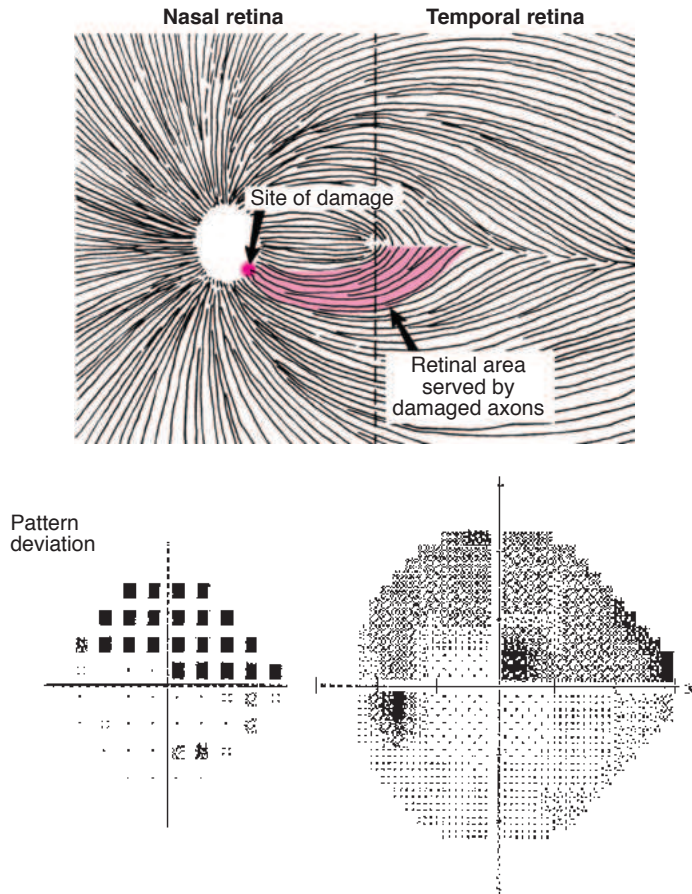 Nasal retina
Temporal retina
Site of damage
Retinal area
served by
damaged axons
Pattern
deviation